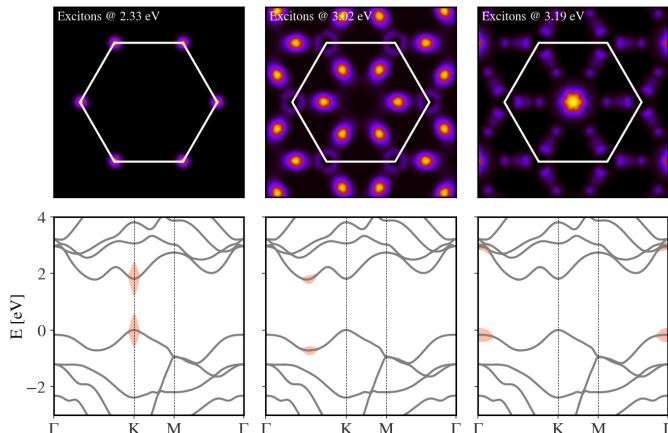 Excitons @ 2.33 eV
Excitons @ 3.02 eV
Excitons @ 3.19 eV
E [eV]
4
2
0
−2
Γ K M Γ
Γ K M Γ
Γ K M Γ